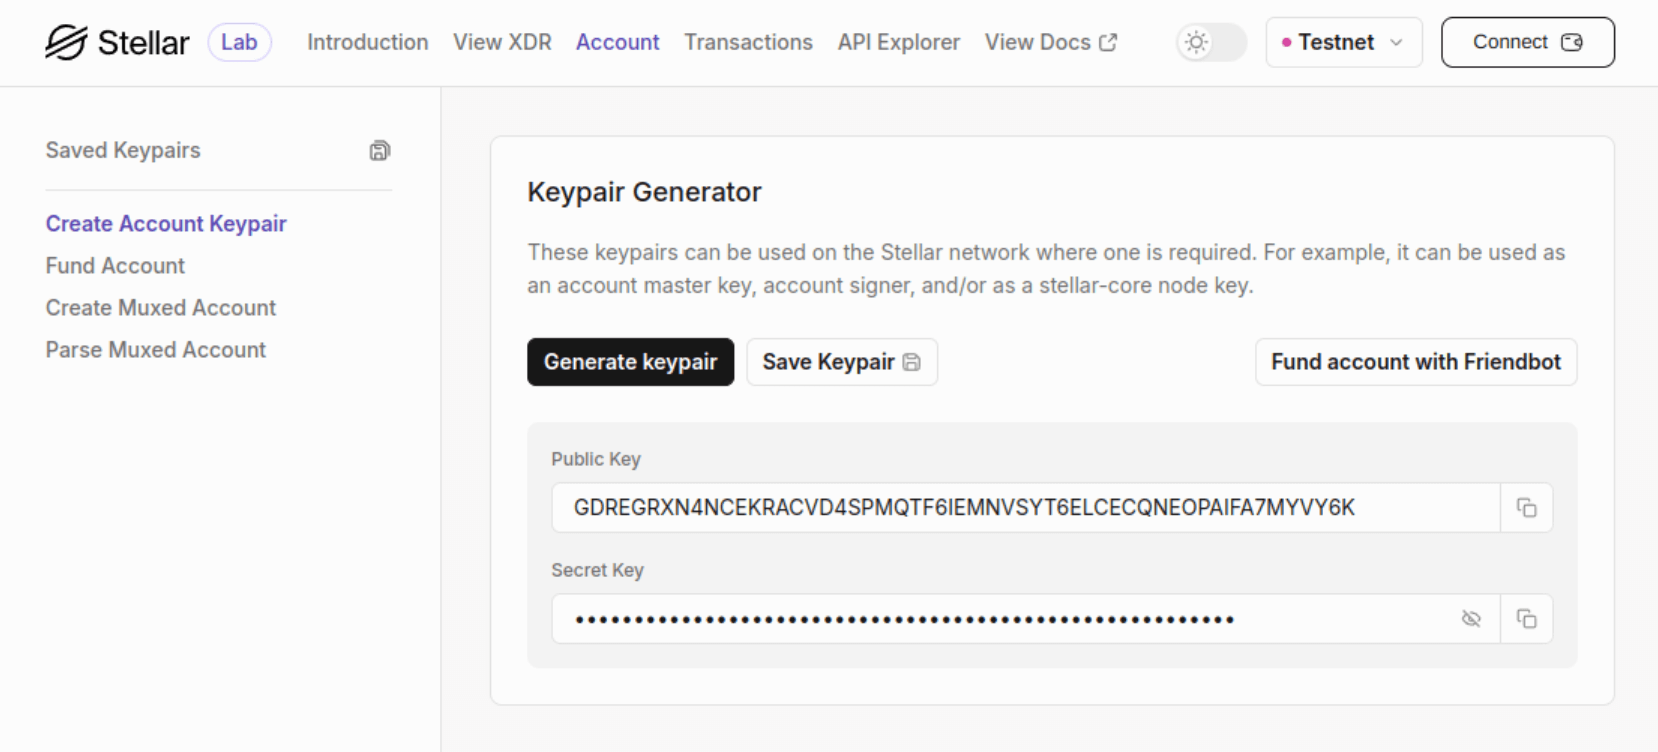 Stellar Lab Introduction View XDR Account Transactions API Explorer View Docs Testnet Connect
Saved Keypairs
Create Account Keypair
Fund Account
Create Muxed Account
Parse Muxed Account
Keypair Generator
These keypairs can be used on the Stellar network where one is required. For example, it can be used as
an account master key, account signer, and/or as a stellar-core node key.
Generate keypair Save Keypair Fund account with Friendbot
Public Key
GDREGRXN4NCEKRACVD4SPMQTF6IEMNVSYT6ELCECQNEOPAIFA7MYVY6K
Secret Key